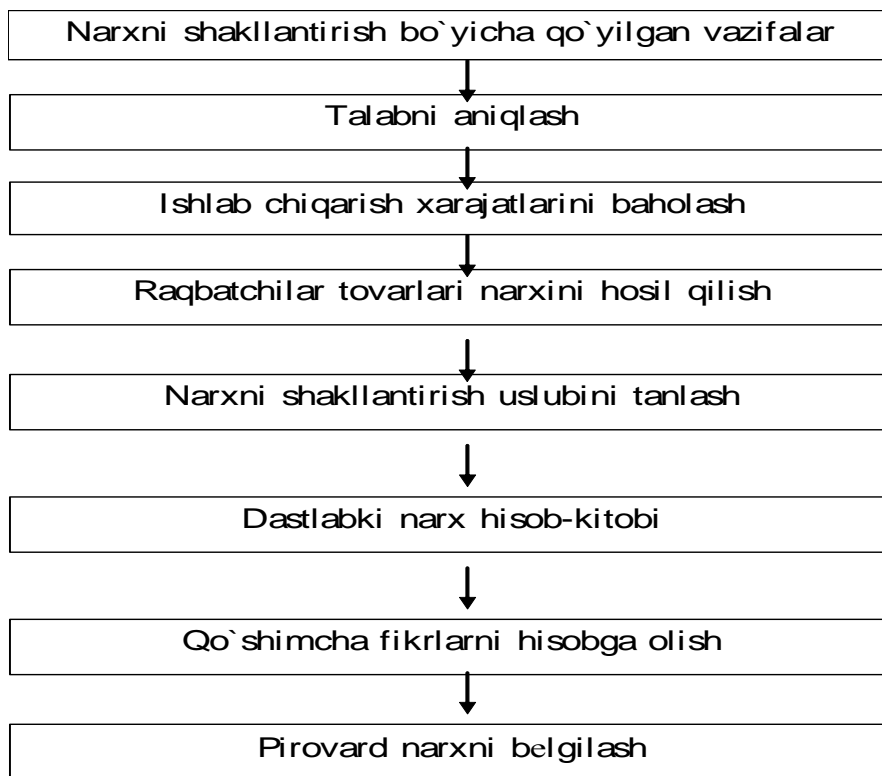 Narxni shakllantirish bo`yicha qo`yilgan vazifalar
Talabni aniqlash
Ishlab chiqarish xarajatlarini baholash
Raqbatchilar tovarlari narxini hosil qilish
Narxni shakllantirish uslubini tanlash
Dastlabki narx hisob-kitobi
Qo`shimcha fikrlarni hisobga olish
Pirovard narxni belgilash